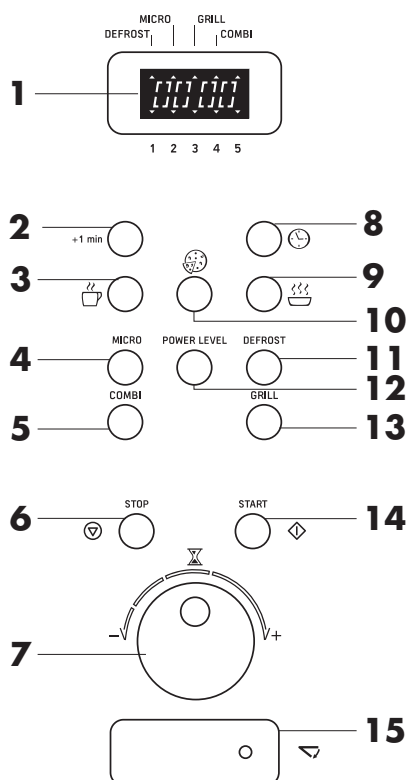 MICRO GRILL
DEFROST COMBI
1
1 2 3 4 5
2 +1 min 8
3 9
10
MICRO POWER LEVEL DEFROST
4 11
12
COMBI GRILL
5 13
STOP START
6 14
- +
7
15